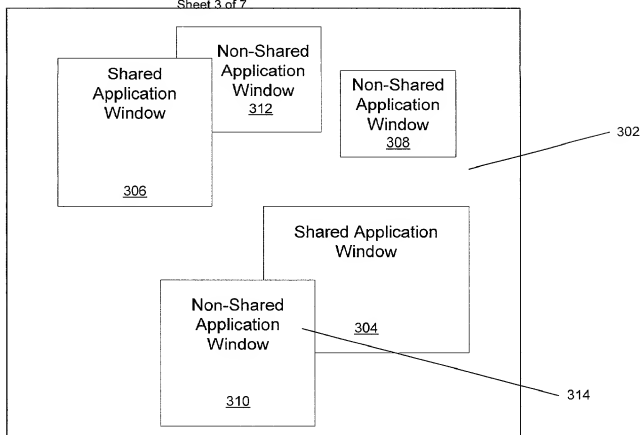 Sheet 3 of 7
Non-Shared
Application
Window
312
Shared
Application
Window
306
Non-Shared
Application
Window
308
302
Shared Application
Window
304
Non-Shared
Application
Window
310
314